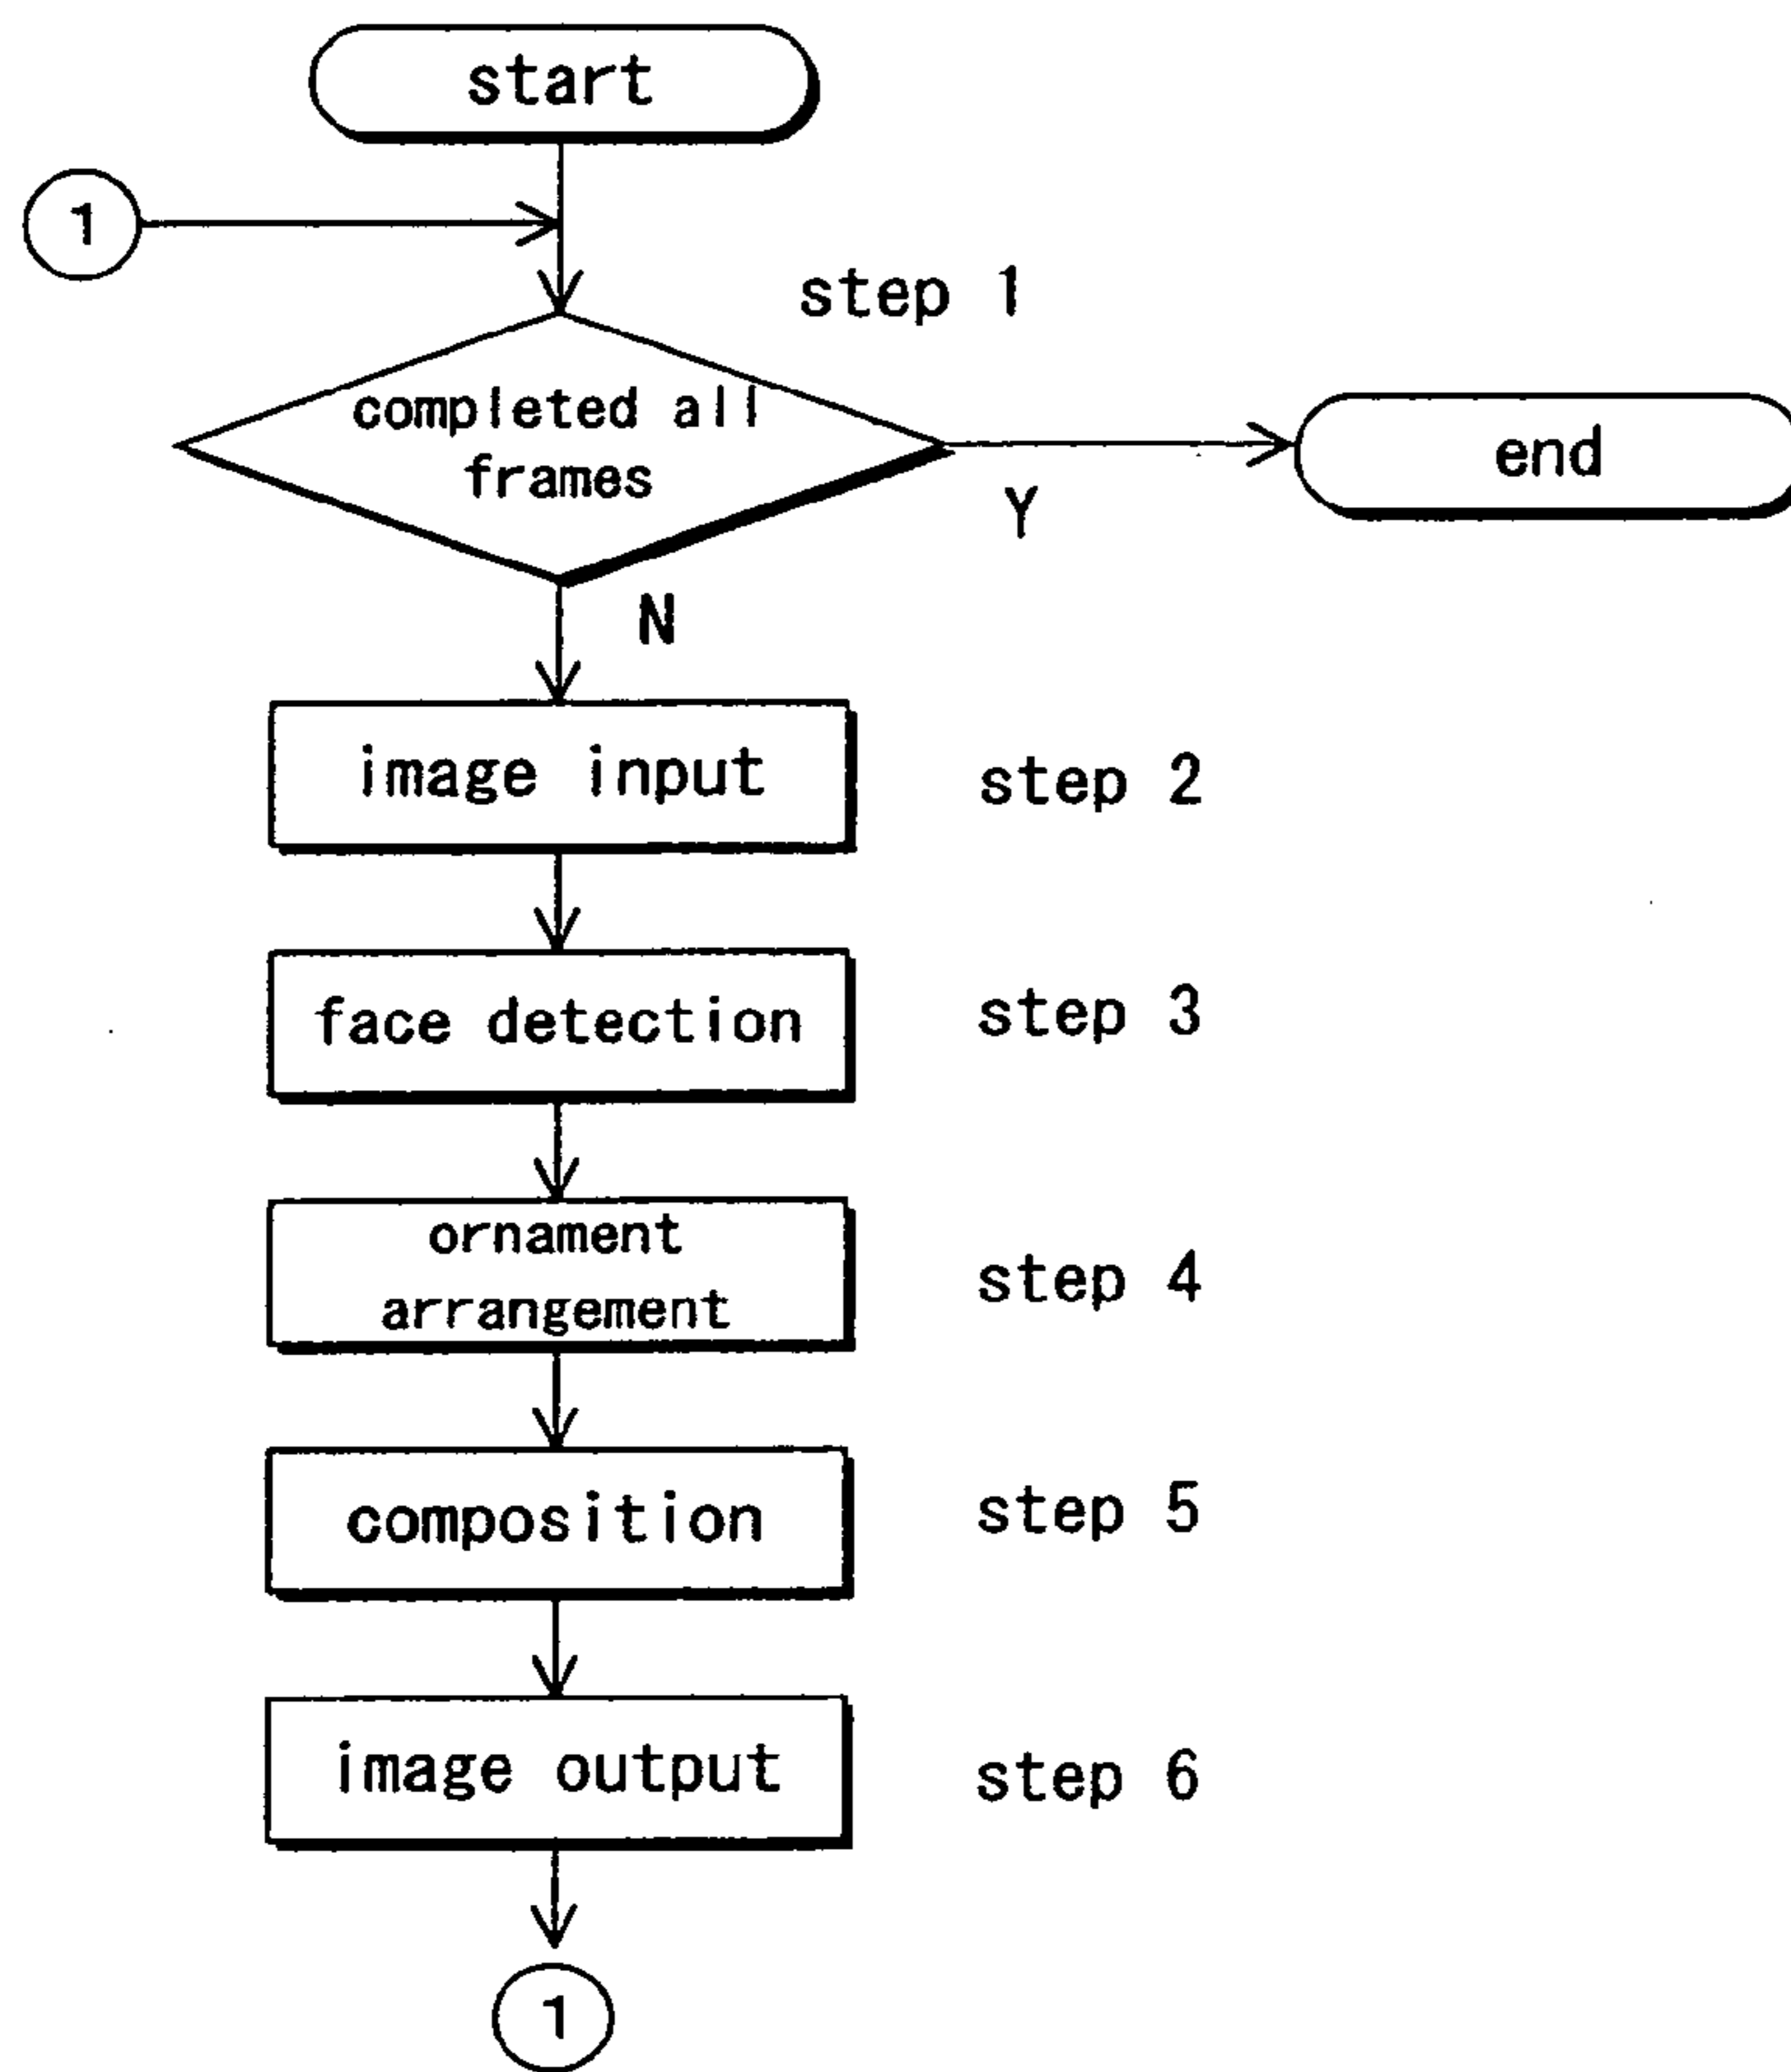 start
1
step 1
completed all
frames
end
Y
N
image input
step 2
face detection
step 3
ornament
arrangement
step 4
composition
step 5
image output
step 6
1